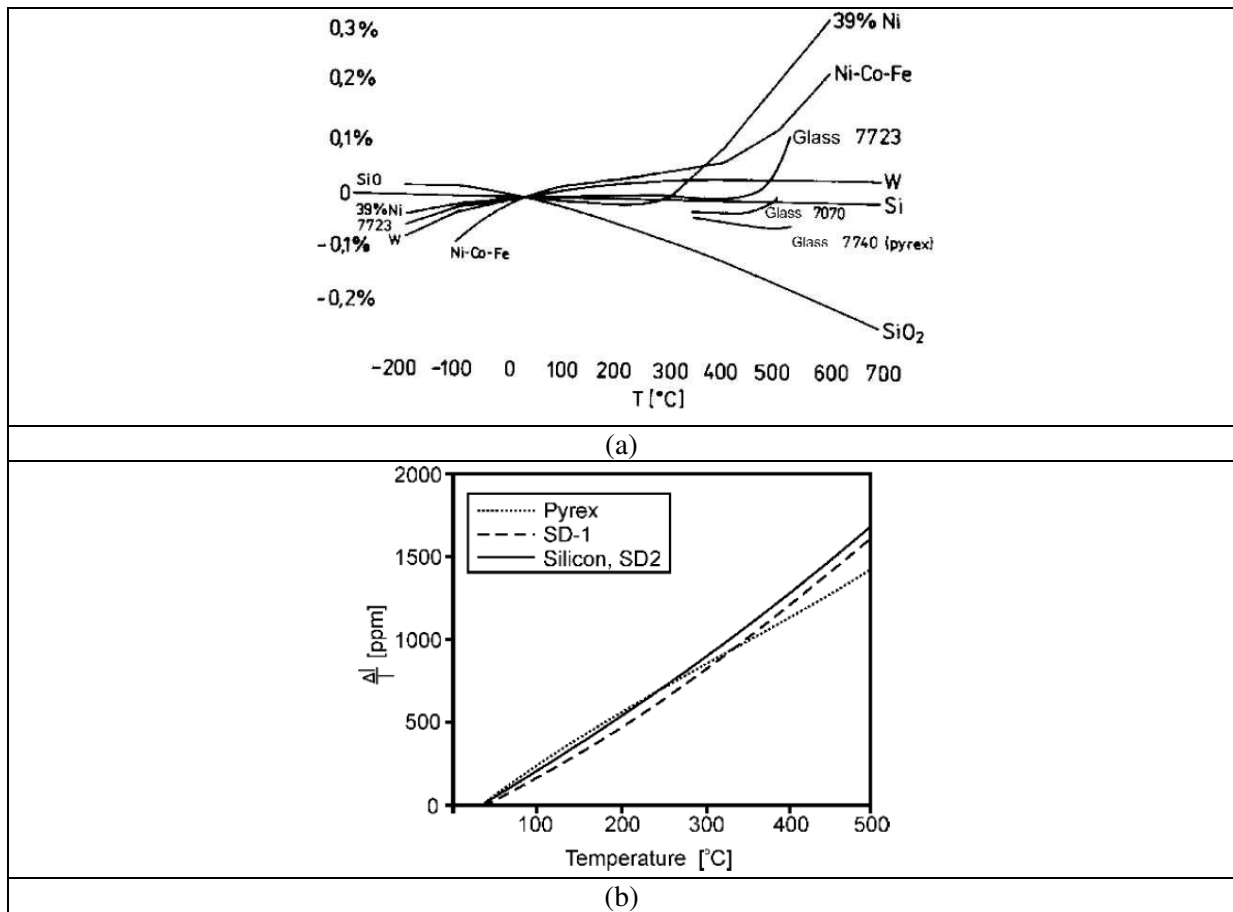 0,3%
39% Ni
0,2%
Ni-Co-Fe
0,1%
Glass 7723
SiO
W
0
Si
39%Ni
7723
Glass 7070
W
-0,1%
Ni-Co-Fe
Glass 7740 (pyrex)
-0,2%
SiO₂
-200 -100 0 100 200 300 400 500 600 700
T [°C]
(a)
2000
Pyrex
SD-1
Silicon, SD2
1500
1000
Δl/l [ppm]
500
0
100 200 300 400 500
Temperature [°C]
(b)